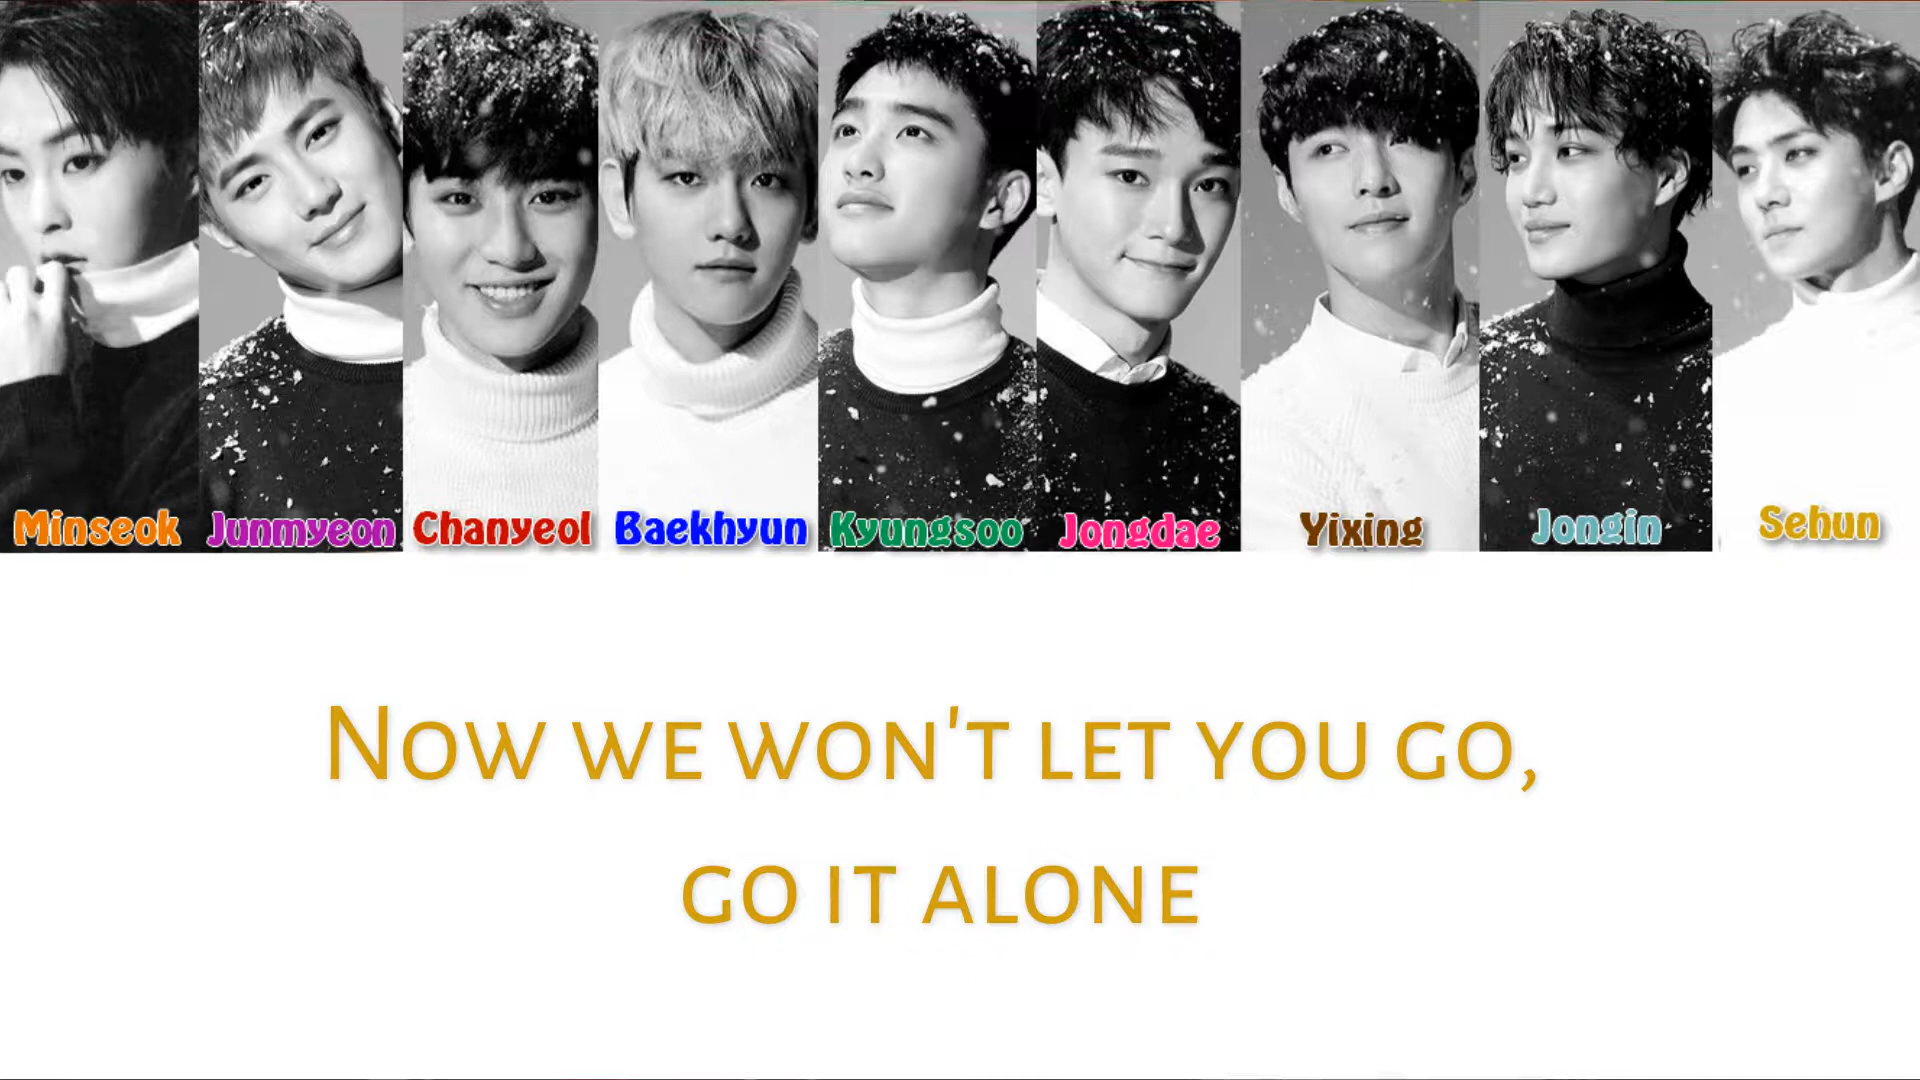 Minseok Junmyeon Chanyeol Baekhyun Kyungsoo Jongdae Yixing Jongin Sehun
Now we won't let you go,
go it alone